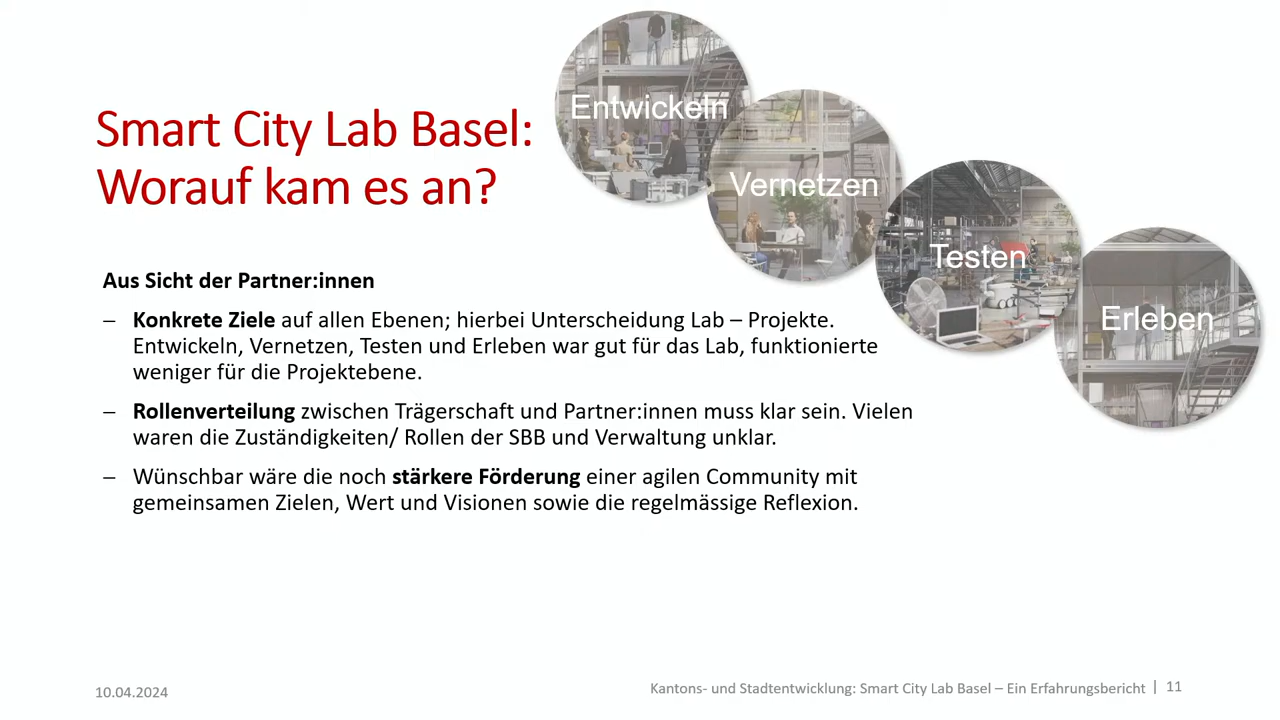 Smart City Lab Basel:
Worauf kam es an?
Entwickeln
Vernetzen
Testen
Erleben
Aus Sicht der Partner:innen
– Konkrete Ziele auf allen Ebenen; hierbei Unterscheidung Lab – Projekte.
Entwickeln, Vernetzen, Testen und Erleben war gut für das Lab, funktionierte
weniger für die Projektebene.
– Rollenverteilung zwischen Trägerschaft und Partner:innen muss klar sein. Vielen
waren die Zuständigkeiten/ Rollen der SBB und Verwaltung unklar.
– Wünschbar wäre die noch stärkere Förderung einer agilen Community mit
gemeinsamen Zielen, Wert und Visionen sowie die regelmässige Reflexion.
10.04.2024
Kantons- und Stadtentwicklung: Smart City Lab Basel – Ein Erfahrungsbericht | 11